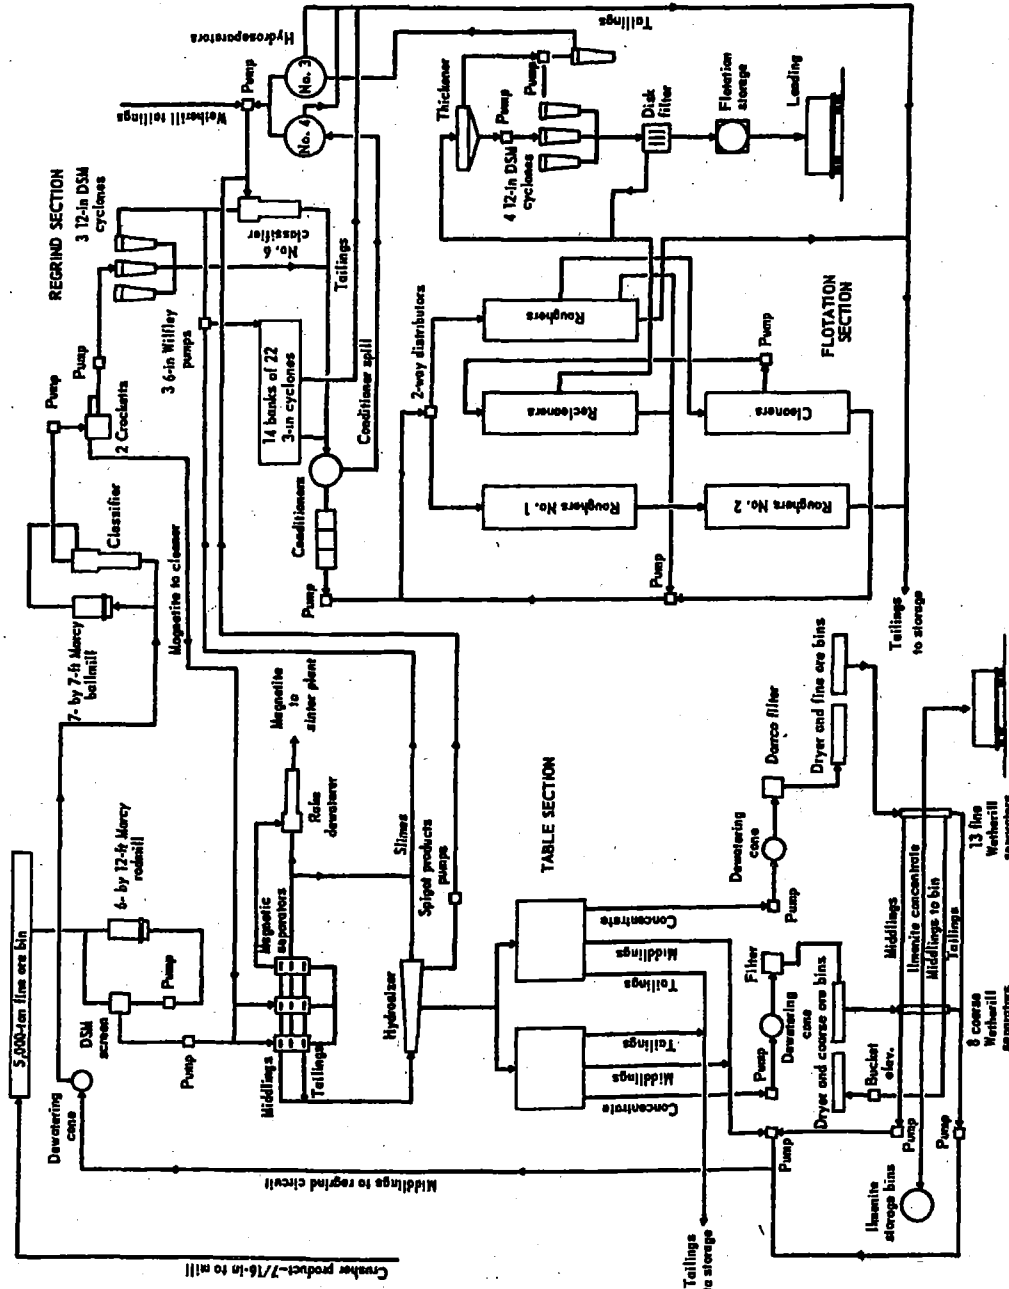 Crusher product–7/16-in to mill
5,000-ton fine ore bin
Dewatering
cone
Middlings to regrind circuit
DSM
screen
6- by 12-ft Marcy
rodmill
Pump
Pump
Middlings
Tailings
Magnetic
separators
Rake
dewaterer
Magnetite
to
sinter plant
Hydrosizer
Slimes
Spigot products
pumps
7- by 7-ft Marcy
ballmill
Classifier
Magnetite to cleaner
Pump
2 Crocketts
Pump
REGRIND SECTION
3 12-in DSM
cyclones
3 6-in Wilfley
pumps
14 banks of 22
3-in cyclones
No. 6
classifier
Tailings
Wetherill tailings
Pump
Hydroseparators
No. 3
No. 4
Conditioner spill
Conditioners
Pump
2-way distributors
Roughers
Recleaners
Cleaners
Roughers No. 1
Roughers No. 2
Pump
Pump
FLOTATION
SECTION
Thickener
Pump
Pump
4 12-in DSM
cyclones
Disk
filter
Flotation
storage
Loading
Tailings
Tailings
to storage
TABLE SECTION
Concentrate
Middlings
Tailings
Tailings
Middlings
Concentrate
Pump
Dewatering
cone
Dorrco filter
Dryer and fine ore bins
Pump
Dewatering
cone
Filter
Dryer and coarse ore bins
Bucket
elev.
Pump
Pump
Pump
Middlings
Ilmenite concentrate
Middlings to bin
Tailings
8 coarse
Wetherill
separators
13 fine
Wetherill
separators
Ilmenite
storage bins
Tailings
to storage